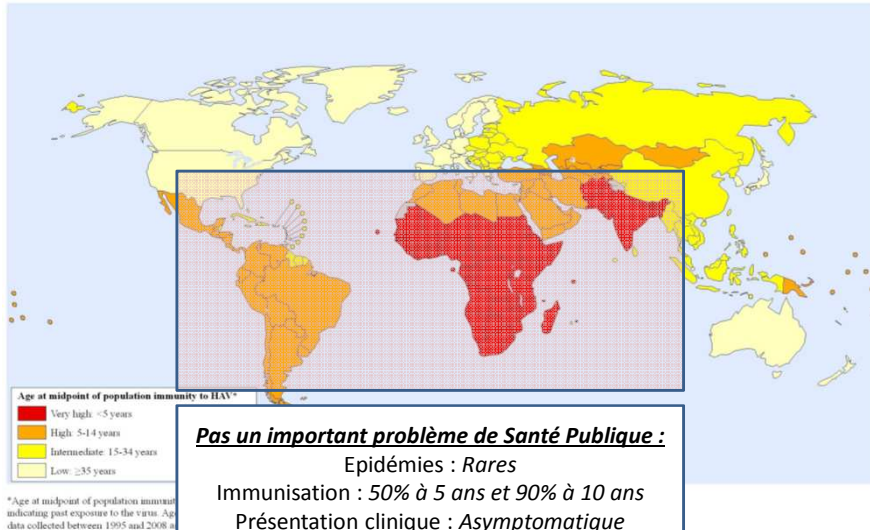 Age at midpoint of population immunity to HAV*
Very high: <5 years
High: 5-14 years
Intermediate: 15-34 years
Low: ≥35 years
*Age at midpoint of population
indicating past exposure to the virus.
data collected between 1995 and 2008
Pas un important problème de Santé Publique :
Epidémies : Rares
Immunisation : 50% à 5 ans et 90% à 10 ans
Présentation clinique : Asymptomatique